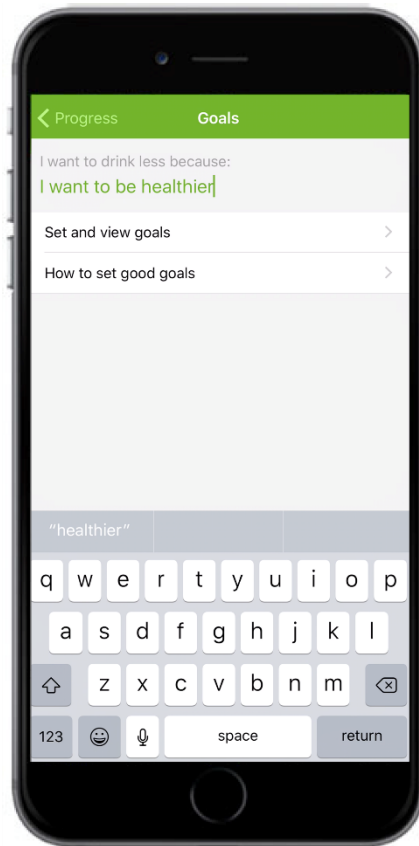 Progress
Goals
I want to drink less because:
I want to be healthier
Set and view goals
How to set good goals
"healthier"
q w e r t y u i o p
a s d f g h j k l
z x c v b n m
123 space return